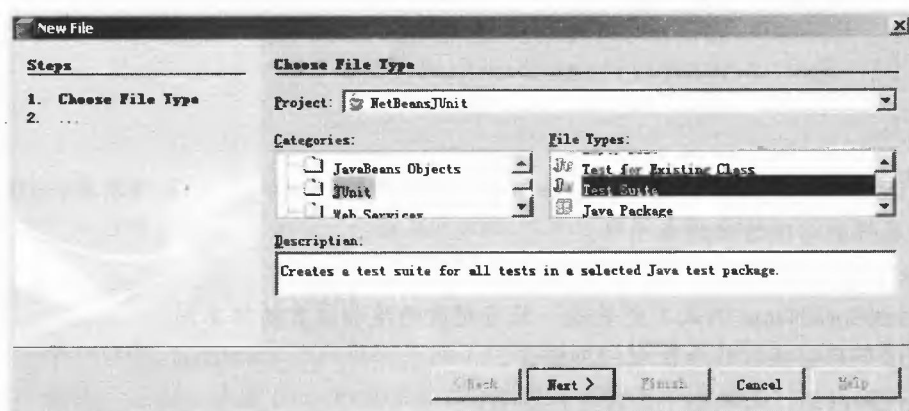 New File
Steps
1. Choose File Type
2. ...
Choose File Type
Project: NetBeansJUnit
Categories:
JavaBeans Objects
JUnit
Web Services
File Types:
Test for Existing Class
Test Suite
Java Package
Description:
Creates a test suite for all tests in a selected Java test package.
< Back
Next >
Finish
Cancel
Help